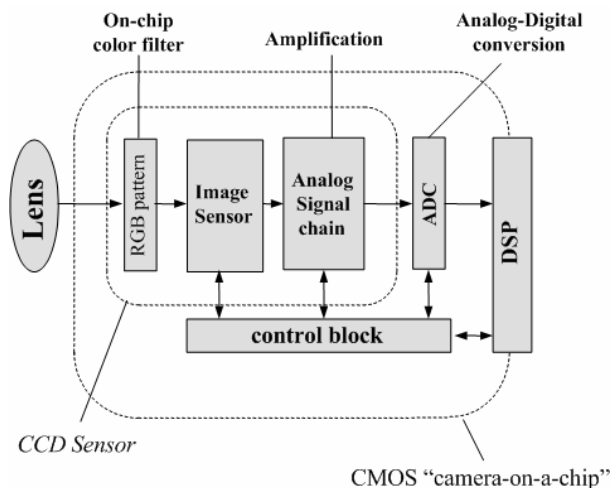 On-chip
color filter
Amplification
Analog-Digital
conversion
Lens
RGB pattern
Image
Sensor
Analog
Signal
chain
ADC
DSP
control block
CCD Sensor
CMOS “camera-on-a-chip”